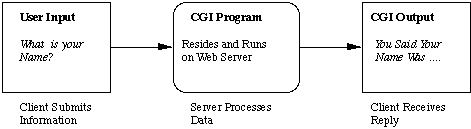 User Input
What is your
Name?
Client Submits
Information
CGI Program
Resides and Runs
on Web Server
Server Processes
Data
CGI Output
You Said Your
Name Was ....
Client Receives
Reply